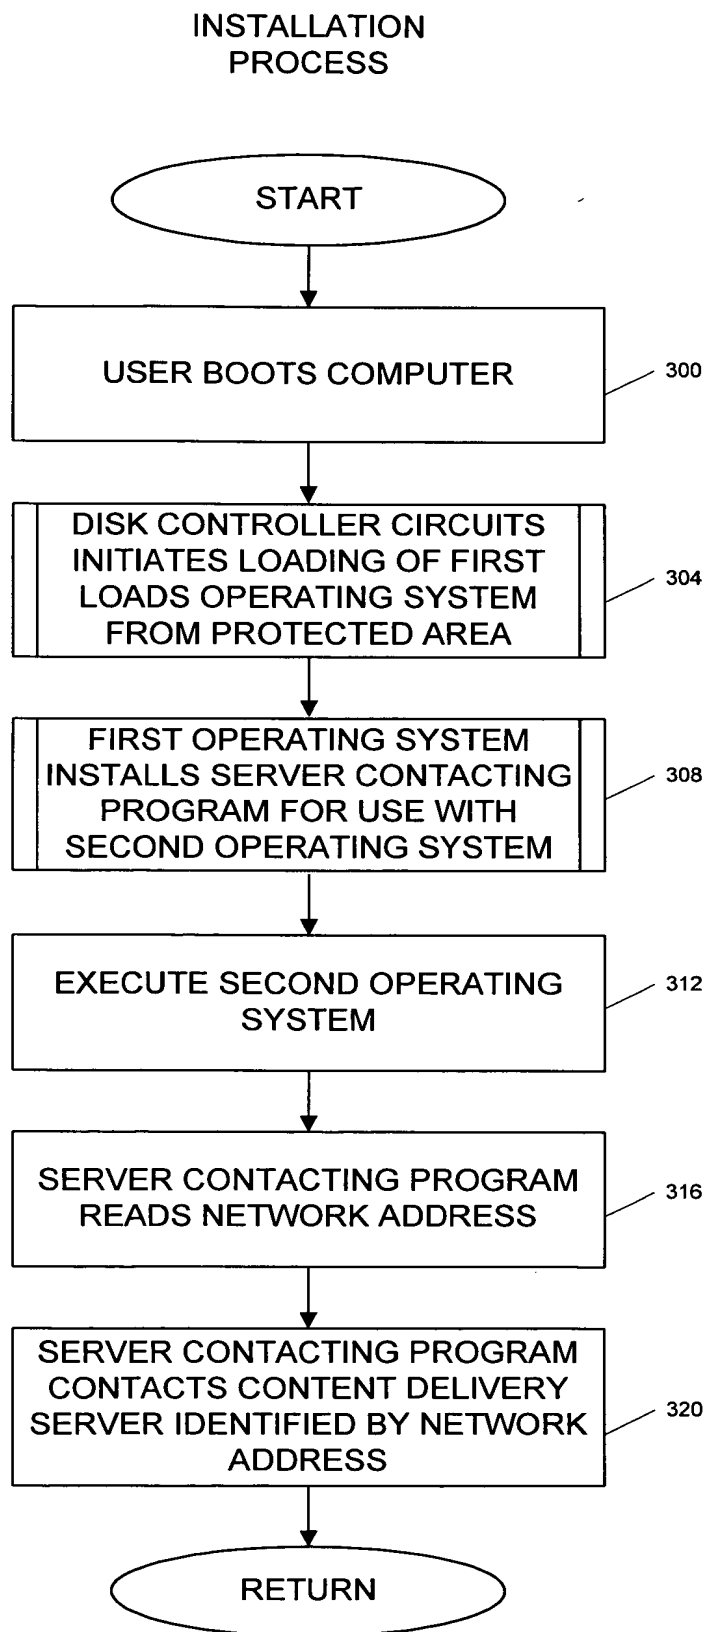 INSTALLATION
PROCESS
START
USER BOOTS COMPUTER
300
DISK CONTROLLER CIRCUITS
INITIATES LOADING OF FIRST
LOADS OPERATING SYSTEM
FROM PROTECTED AREA
304
FIRST OPERATING SYSTEM
INSTALLS SERVER CONTACTING
PROGRAM FOR USE WITH
SECOND OPERATING SYSTEM
308
EXECUTE SECOND OPERATING
SYSTEM
312
SERVER CONTACTING PROGRAM
READS NETWORK ADDRESS
316
SERVER CONTACTING PROGRAM
CONTACTS CONTENT DELIVERY
SERVER IDENTIFIED BY NETWORK
ADDRESS
320
RETURN